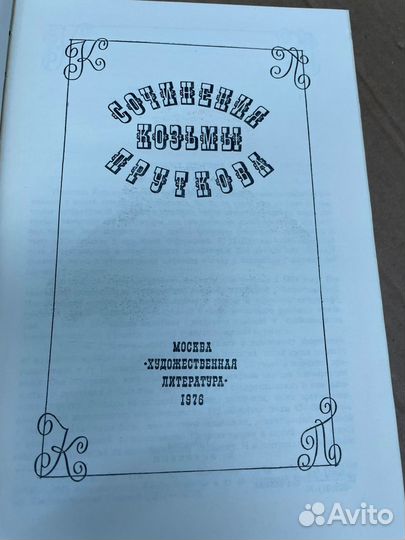 К П
СОЧИНЕНИЯ
КОЗЬМЫ
ПРУТКОВА
МОСКВА
«ХУДОЖЕСТВЕННАЯ
ЛИТЕРАТУРА»
1976
К П
Avito